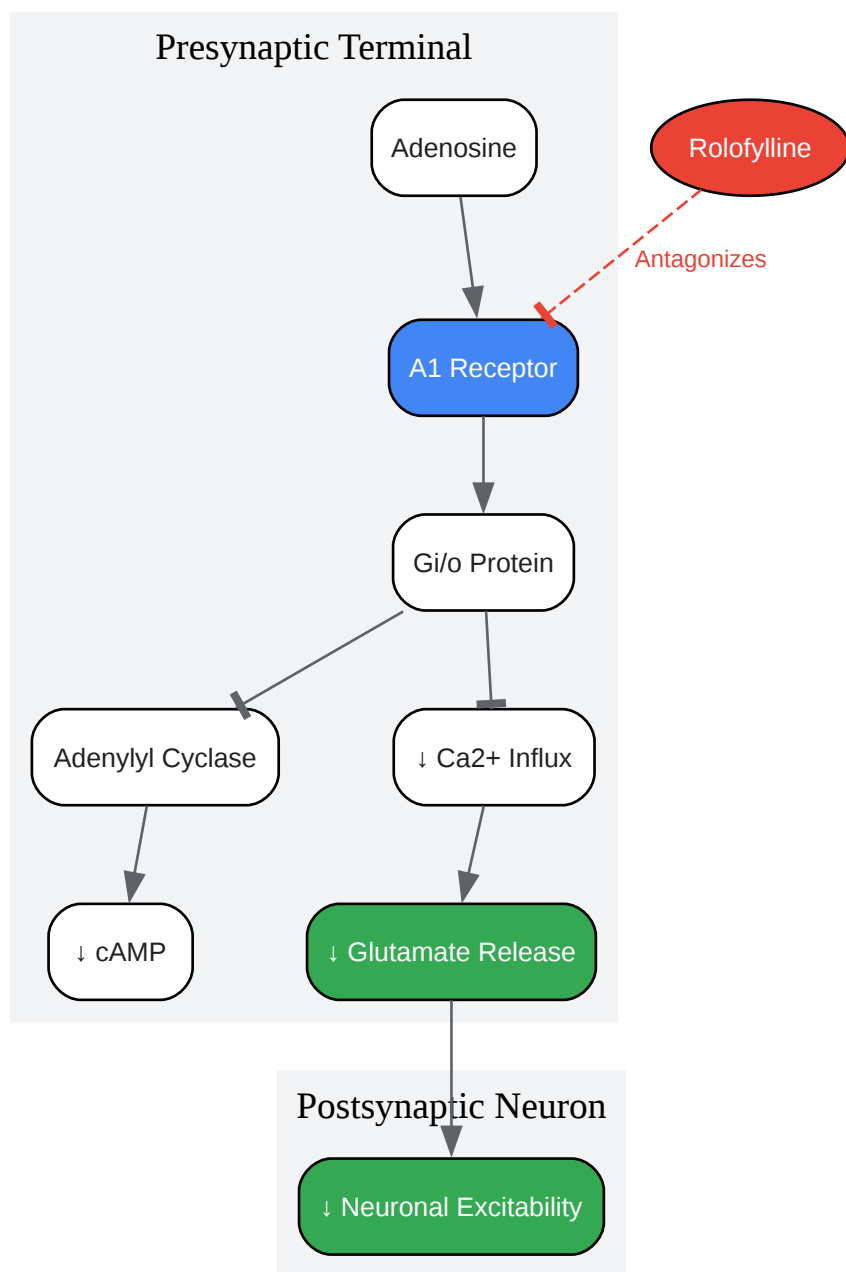 Presynaptic Terminal
Adenosine
Rolofylline
Antagonizes
A1 Receptor
Gi/o Protein
Adenylyl Cyclase
↓ Ca2+ Influx
↓ cAMP
↓ Glutamate Release
Postsynaptic Neuron
↓ Neuronal Excitability